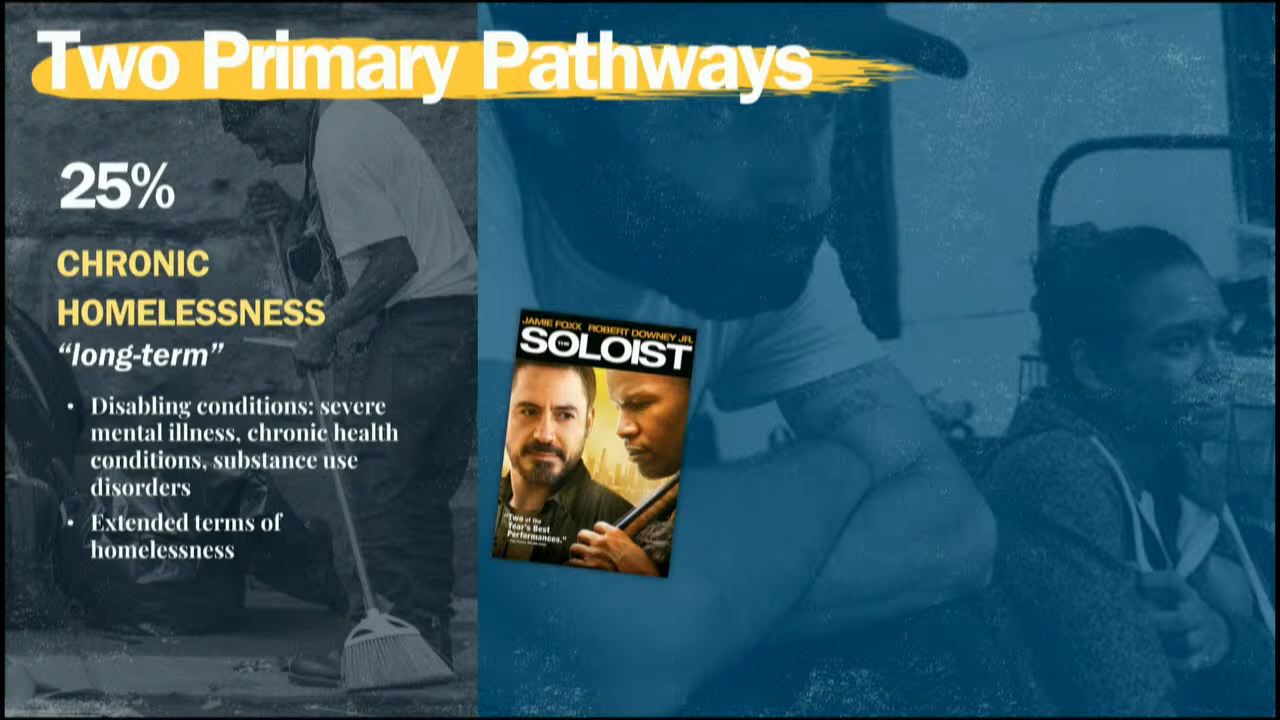 Two Primary Pathways
25%
CHRONIC
HOMELESSNESS
“long-term”
• Disabling conditions: severe
mental illness, chronic health
conditions, substance use
disorders
• Extended terms of
homelessness
JAMIE FOXX ROBERT DOWNEY JR.
THE
SOLOIST
“Two of the
Year's Best
Performances.”